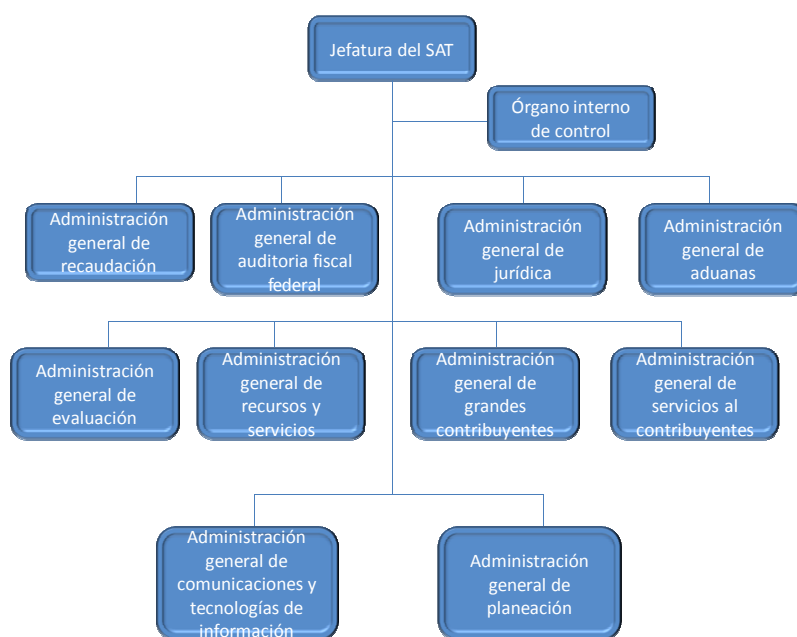 Jefatura del SAT
Órgano interno
de control
Administración
general de
recaudación
Administración
general de
auditoria fiscal
federal
Administración
general de
jurídica
Administración
general de
aduanas
Administración
general de
evaluación
Administración
general de
recursos y
servicios
Administración
general de
grandes
contribuyentes
Administración
general de
servicios al
contribuyentes
Administración
general de
comunicaciones y
tecnologías de
información
Administración
general de
planeación